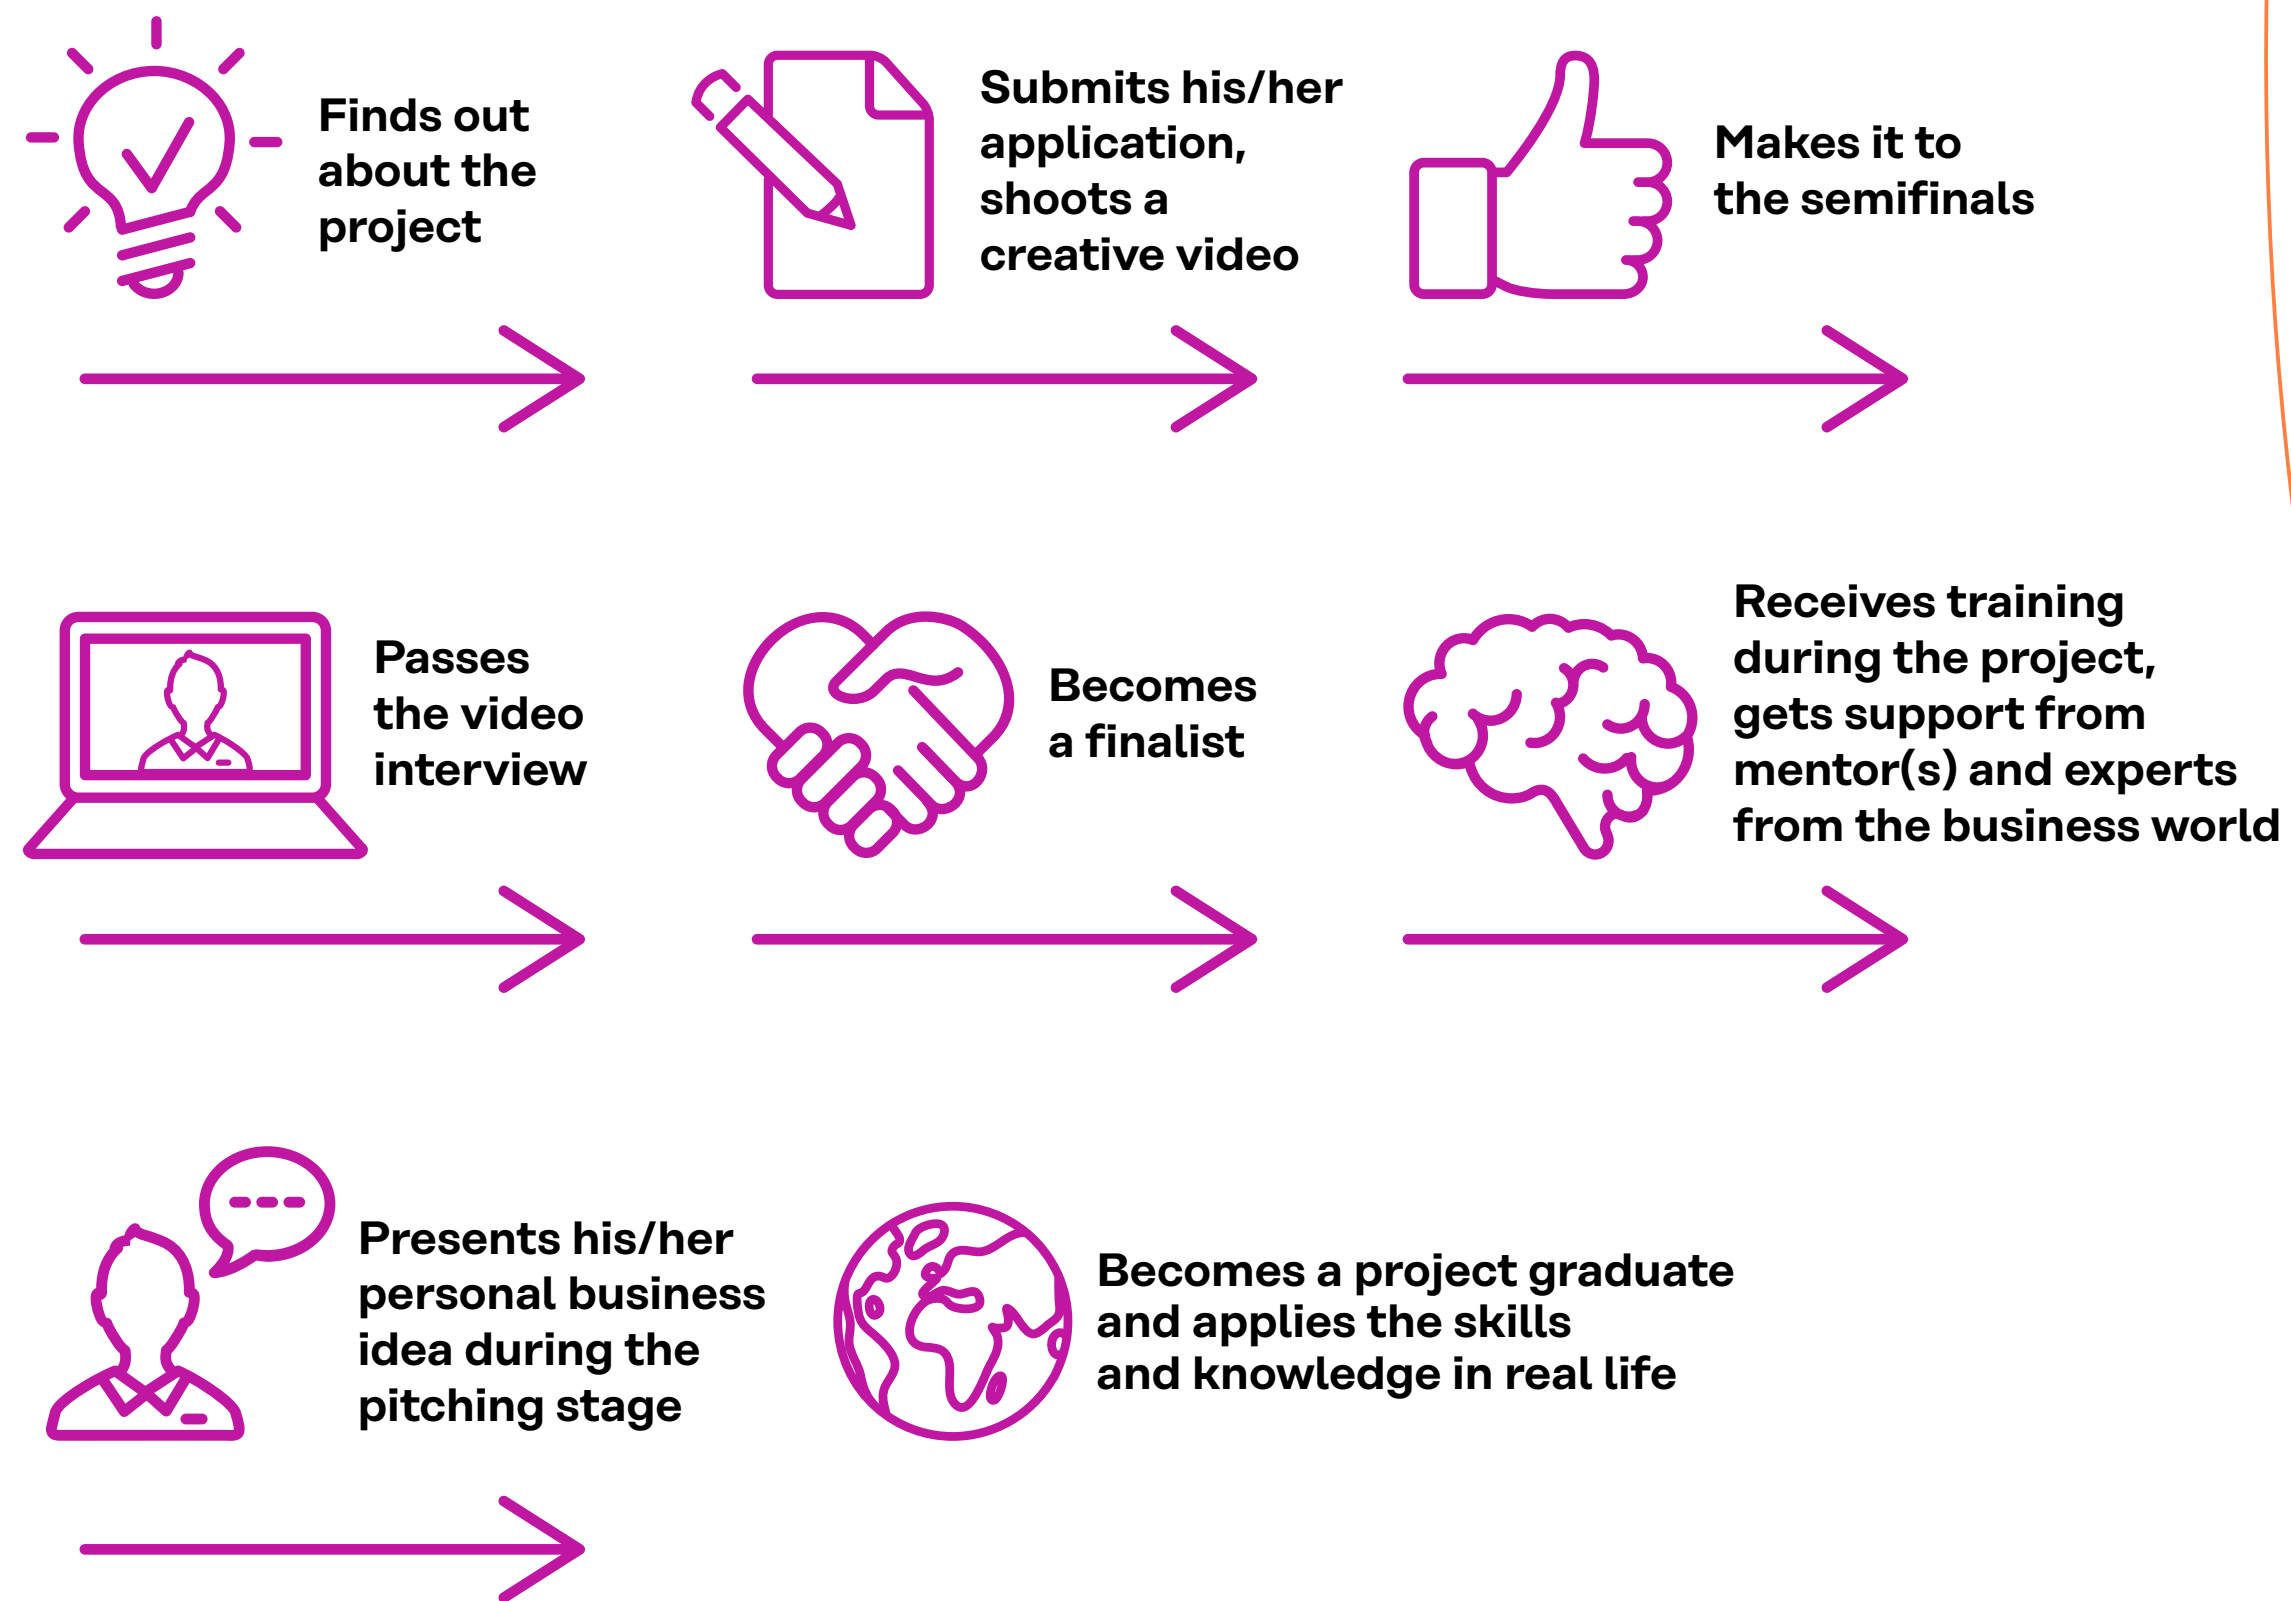 Finds out
about the
project
Submits his/her
application,
shoots a
creative video
Makes it to
the semifinals
Passes
the video
interview
Becomes
a finalist
Receives training
during the project,
gets support from
mentor(s) and experts
from the business world
Presents his/her
personal business
idea during the
pitching stage
Becomes a project graduate
and applies the skills
and knowledge in real life